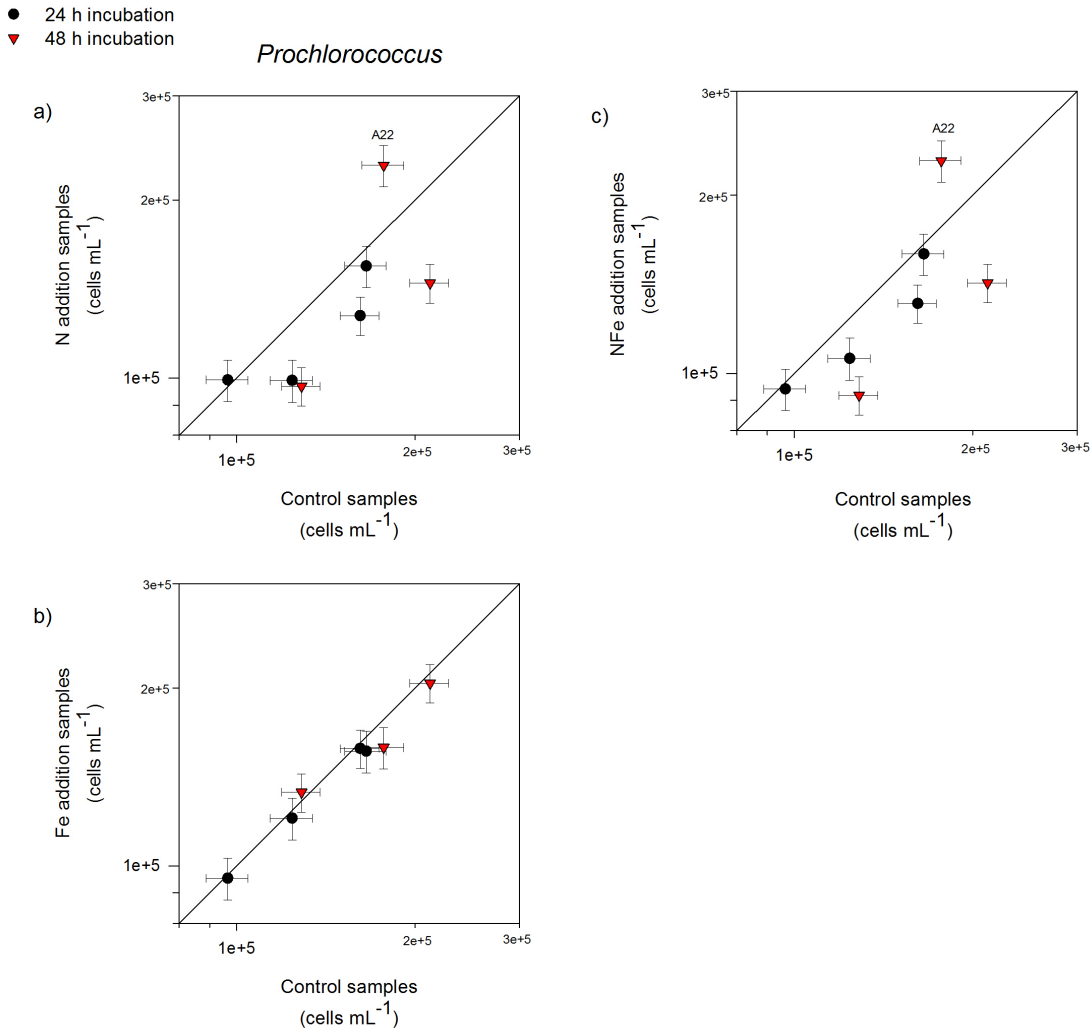 24 h incubation
48 h incubation
Prochlorococcus
a)
3e+5
2e+5
1e+5
A22
N addition samples
(cells mL-1)
1e+5
2e+5
3e+5
Control samples
(cells mL-1)
c)
3e+5
2e+5
1e+5
A22
NFe addition samples
(cells mL-1)
1e+5
2e+5
3e+5
Control samples
(cells mL-1)
b)
3e+5
2e+5
1e+5
Fe addition samples
(cells mL-1)
1e+5
2e+5
3e+5
Control samples
(cells mL-1)